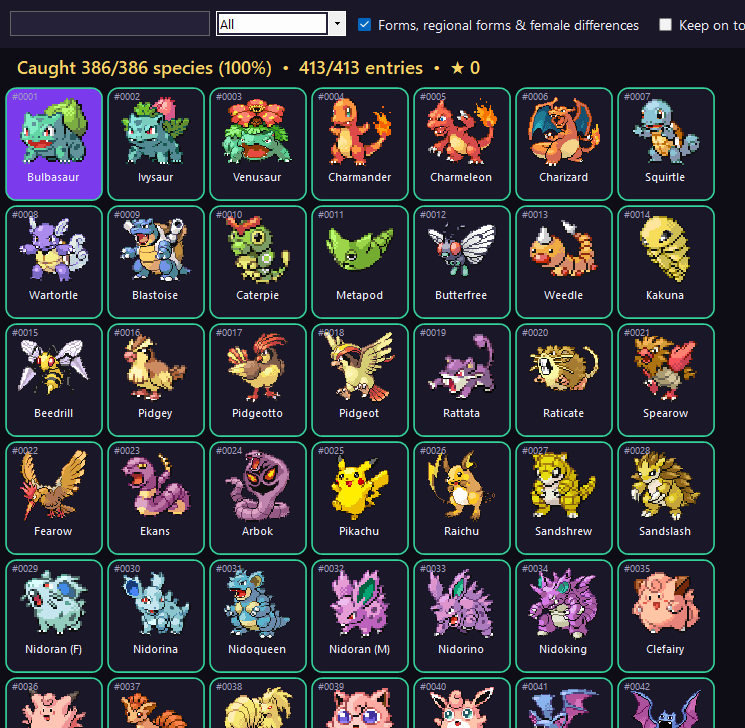 All
Forms, regional forms & female differences
Keep on to
Caught 386/386 species (100%) • 413/413 entries • ★ 0
#0001 #0002 #0003 #0004 #0005 #0006 #0007
Bulbasaur Ivysaur Venusaur Charmander Charmeleon Charizard Squirtle
#0008 #0009 #0010 #0011 #0012 #0013 #0014
Wartortle Blastoise Caterpie Metapod Butterfree Weedle Kakuna
#0015 #0016 #0017 #0018 #0019 #0020 #0021
Beedrill Pidgey Pidgeotto Pidgeot Rattata Raticate Spearow
#0022 #0023 #0024 #0025 #0026 #0027 #0028
Fearow Ekans Arbok Pikachu Raichu Sandshrew Sandslash
#0029 #0030 #0031 #0032 #0033 #0034 #0035
Nidoran (F) Nidorina Nidoqueen Nidoran (M) Nidorino Nidoking Clefairy
#0036 #0037 #0038 #0039 #0040 #0041 #0042